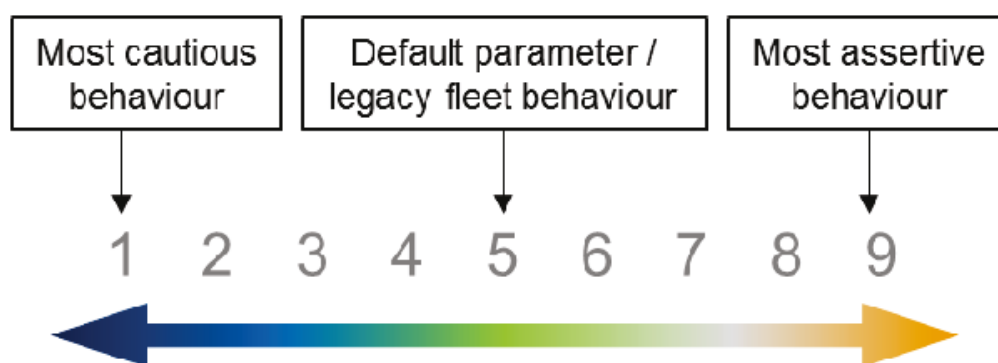 Most cautious
behaviour
Default parameter /
legacy fleet behaviour
Most assertive
behaviour
1 2 3 4 5 6 7 8 9